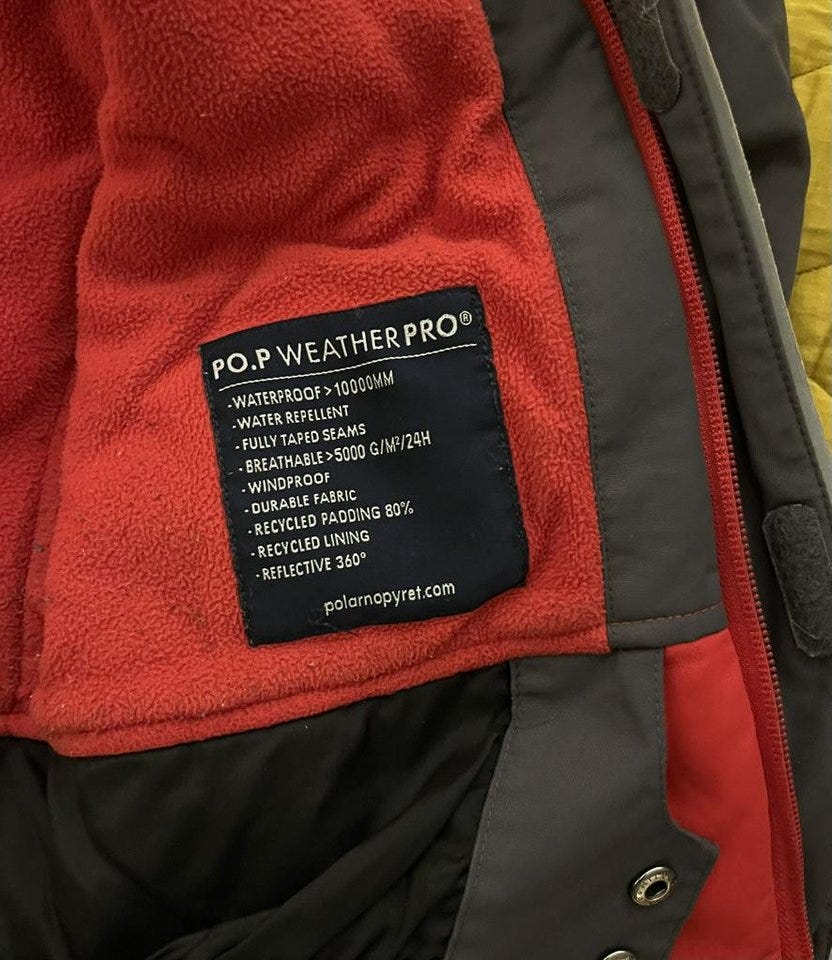 PO.P WEATHERPRO®
-WATERPROOF>10000MM
-WATER REPELLENT
-FULLY TAPED SEAMS
-BREATHABLE>5000 G/M²/24H
-WINDPROOF
-DURABLE FABRIC
-RECYCLED PADDING 80%
-RECYCLED LINING
-REFLECTIVE 360°
polarnopyret.com